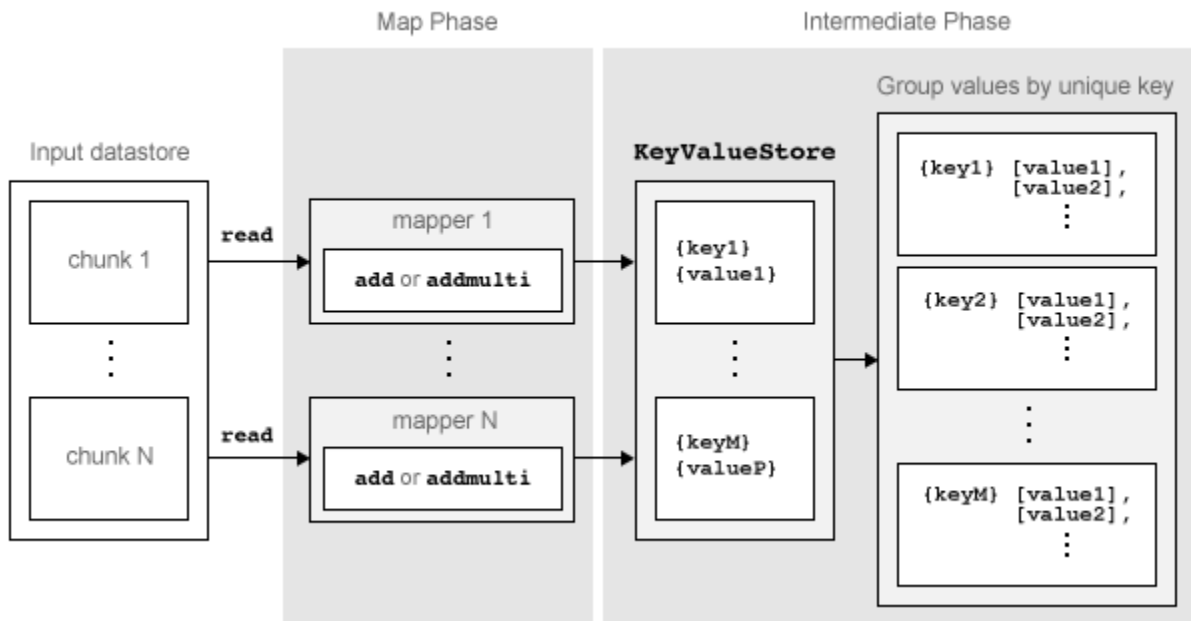 Map Phase
Intermediate Phase
Group values by unique key
Input datastore
KeyValueStore
chunk 1
read
mapper 1
add or addmulti
{key1}
{value1}
{key1} [value1],
[value2],
{key2} [value1],
[value2],
chunk N
read
mapper N
add or addmulti
{keyM}
{valueP}
{keyM} [value1],
[value2],